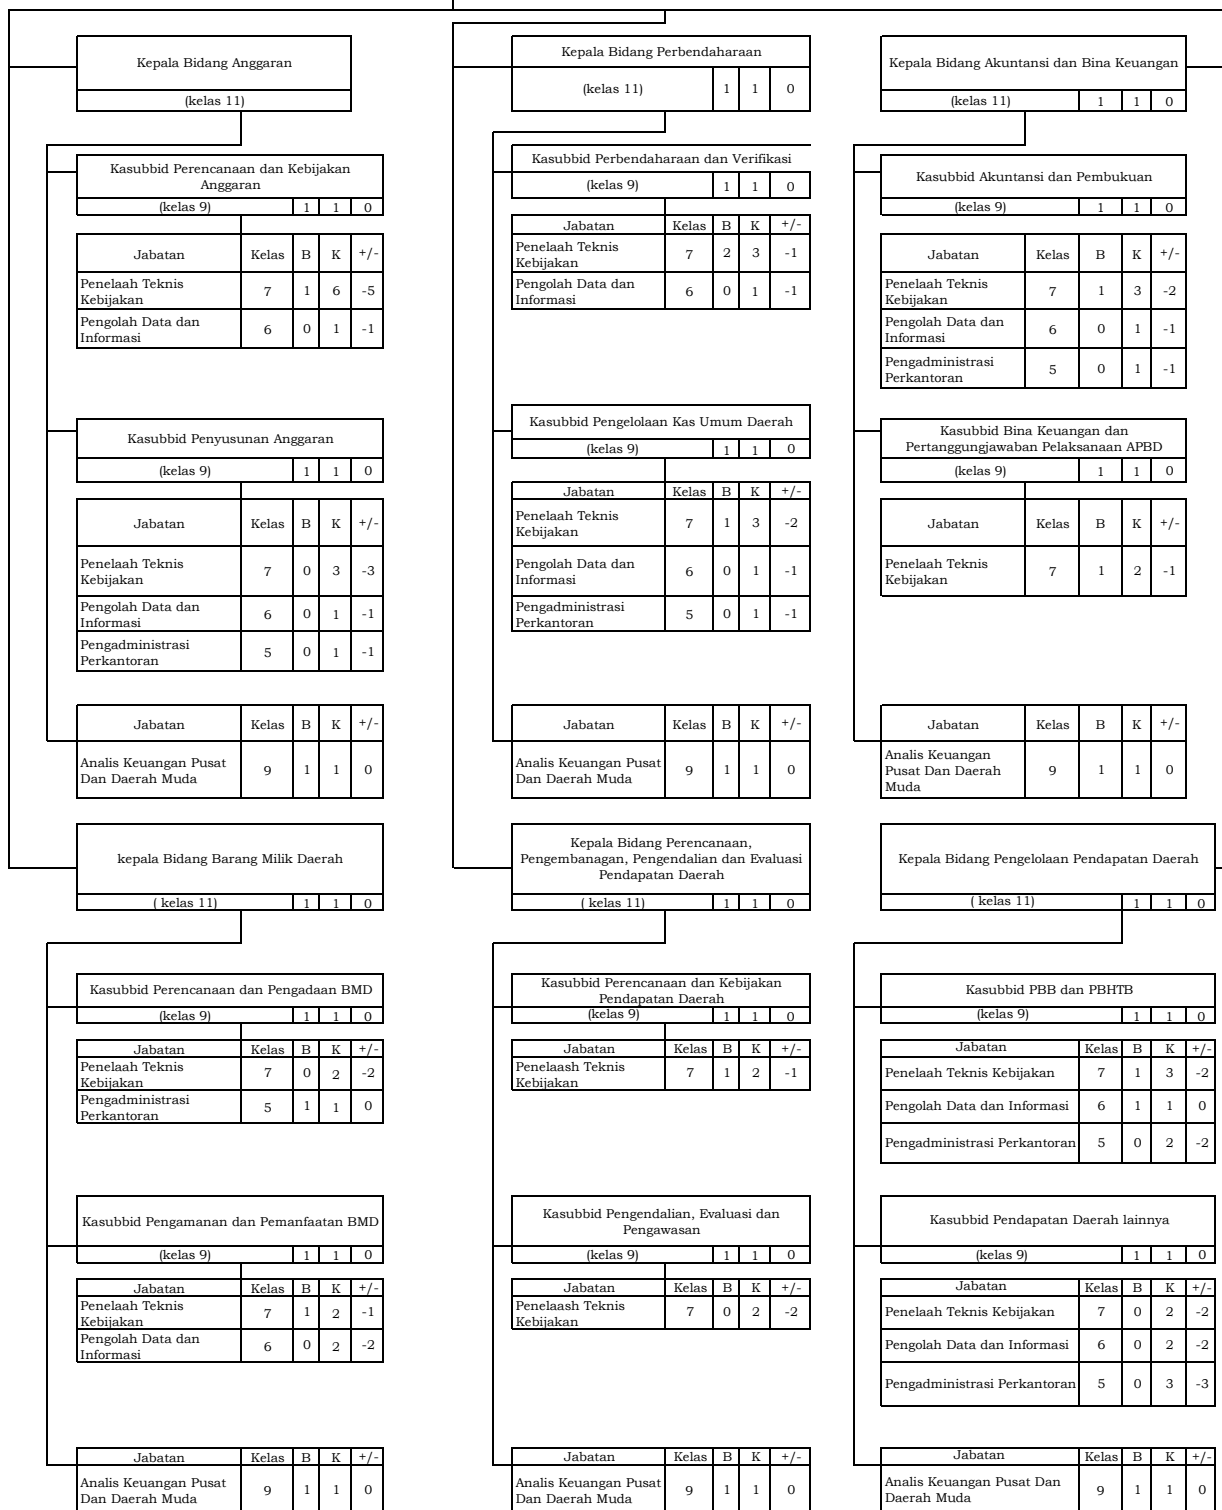 Kepala Bidang Anggaran
(kelas 11)
Kasubbid Perencanaan dan Kebijakan
Anggaran
(kelas 9) 1 1 0
Jabatan Kelas B K +/-
Penelaah Teknis
Kebijakan 7 1 6 -5
Pengolah Data dan
Informasi 6 0 1 -1
Kasubbid Penyusunan Anggaran
(kelas 9) 1 1 0
Jabatan Kelas B K +/-
Penelaah Teknis
Kebijakan 7 0 3 -3
Pengolah Data dan
Informasi 6 0 1 -1
Pengadministrasi
Perkantoran 5 0 1 -1
Jabatan Kelas B K +/-
Analis Keuangan Pusat
Dan Daerah Muda 9 1 1 0
Kepala Bidang Perbendaharaan
(kelas 11) 1 1 0
Kasubbid Perbendaharaan dan Verifikasi
(kelas 9) 1 1 0
Jabatan Kelas B K +/-
Penelaah Teknis
Kebijakan 7 2 3 -1
Pengolah Data dan
Informasi 6 0 1 -1
Kasubbid Pengelolaan Kas Umum Daerah
(kelas 9) 1 1 0
Jabatan Kelas B K +/-
Penelaah Teknis
Kebijakan 7 1 3 -2
Pengolah Data dan
Informasi 6 0 1 -1
Pengadministrasi
Perkantoran 5 0 1 -1
Jabatan Kelas B K +/-
Analis Keuangan Pusat
Dan Daerah Muda 9 1 1 0
Kepala Bidang Akuntansi dan Bina Keuangan
(kelas 11) 1 1 0
Kasubbid Akuntansi dan Pembukuan
(kelas 9) 1 1 0
Jabatan Kelas B K +/-
Penelaah Teknis
Kebijakan 7 1 3 -2
Pengolah Data dan
Informasi 6 0 1 -1
Pengadministrasi
Perkantoran 5 0 1 -1
Kasubbid Bina Keuangan dan
Pertanggungjawaban Pelaksanaan APBD
(kelas 9) 1 1 0
Jabatan Kelas B K +/-
Penelaah Teknis
Kebijakan 7 1 2 -1
Jabatan Kelas B K +/-
Analis Keuangan
Pusat Dan Daerah
Muda 9 1 1 0
kepala Bidang Barang Milik Daerah
( kelas 11) 1 1 0
Kasubbid Perencanaan dan Pengadaan BMD
(kelas 9) 1 1 0
Jabatan Kelas B K +/-
Penelaah Teknis
Kebijakan 7 0 2 -2
Pengadministrasi
Perkantoran 5 1 1 0
Kasubbid Pengamanan dan Pemanfaatan BMD
(kelas 9) 1 1 0
Jabatan Kelas B K +/-
Penelaah Teknis
Kebijakan 7 1 2 -1
Pengolah Data dan
Informasi 6 0 2 -2
Jabatan Kelas B K +/-
Analis Keuangan Pusat
Dan Daerah Muda 9 1 1 0
Kepala Bidang Perencanaan,
Pengembanagan, Pengendalian dan Evaluasi
Pendapatan Daerah
( kelas 11) 1 1 0
Kasubbid Perencanaan dan Kebijakan
Pendapatan Daerah
(kelas 9) 1 1 0
Jabatan Kelas B K +/-
Penelaash Teknis
Kebijakan 7 1 2 -1
Kasubbid Pengendalian, Evaluasi dan
Pengawasan
(kelas 9) 1 1 0
Jabatan Kelas B K +/-
Penelaash Teknis
Kebijakan 7 0 2 -2
Jabatan Kelas B K +/-
Analis Keuangan Pusat
Dan Daerah Muda 9 1 1 0
Kepala Bidang Pengelolaan Pendapatan Daerah
( kelas 11) 1 1 0
Kasubbid PBB dan PBHTB
(kelas 9) 1 1 0
Jabatan Kelas B K +/-
Penelaah Teknis Kebijakan 7 1 3 -2
Pengolah Data dan Informasi 6 1 1 0
Pengadministrasi Perkantoran 5 0 2 -2
Kasubbid Pendapatan Daerah lainnya
(kelas 9) 1 1 0
Jabatan Kelas B K +/-
Penelaah Teknis Kebijakan 7 0 2 -2
Pengolah Data dan Informasi 6 0 2 -2
Pengadministrasi Perkantoran 5 0 3 -3
Jabatan Kelas B K +/-
Analis Keuangan Pusat Dan
Daerah Muda 9 1 1 0